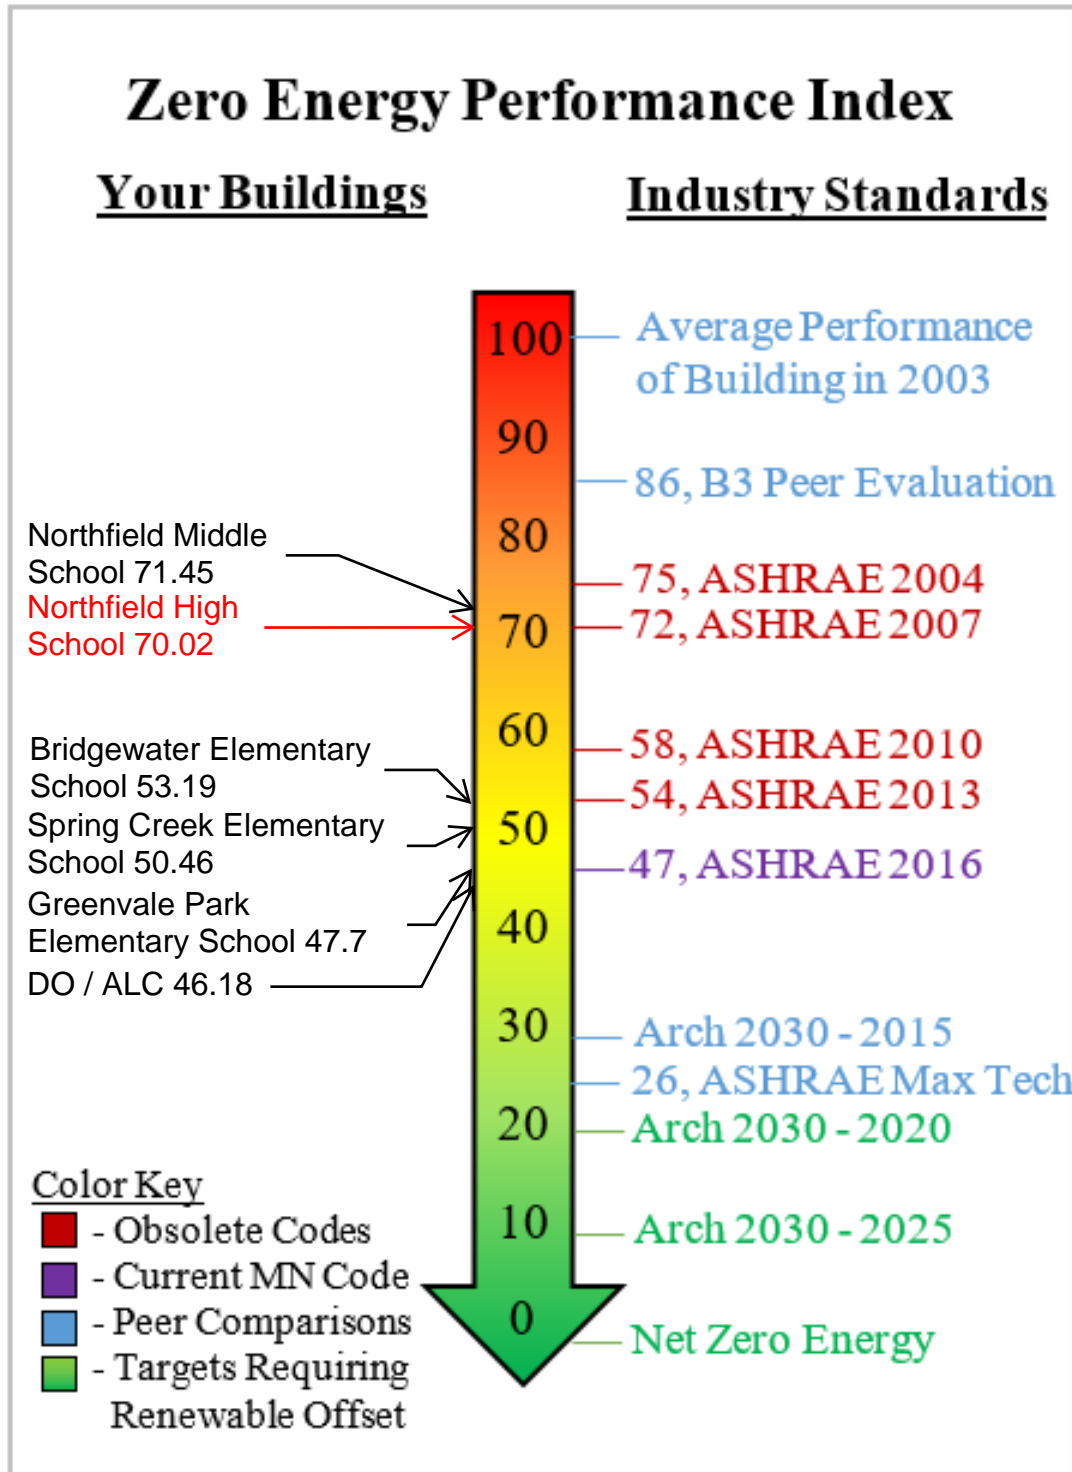 Zero Energy Performance Index
Your Buildings
Industry Standards
100
90
80
70
60
50
40
30
20
10
0
Northfield Middle
School 71.45
Northfield High
School 70.02
Bridgewater Elementary
School 53.19
Spring Creek Elementary
School 50.46
Greenvale Park
Elementary School 47.7
DO / ALC 46.18
Average Performance
of Building in 2003
86, B3 Peer Evaluation
75, ASHRAE 2004
72, ASHRAE 2007
58, ASHRAE 2010
54, ASHRAE 2013
47, ASHRAE 2016
Arch 2030 - 2015
26, ASHRAE Max Tech
Arch 2030 - 2020
Arch 2030 - 2025
Net Zero Energy
Color Key
- Obsolete Codes
- Current MN Code
- Peer Comparisons
- Targets Requiring
Renewable Offset